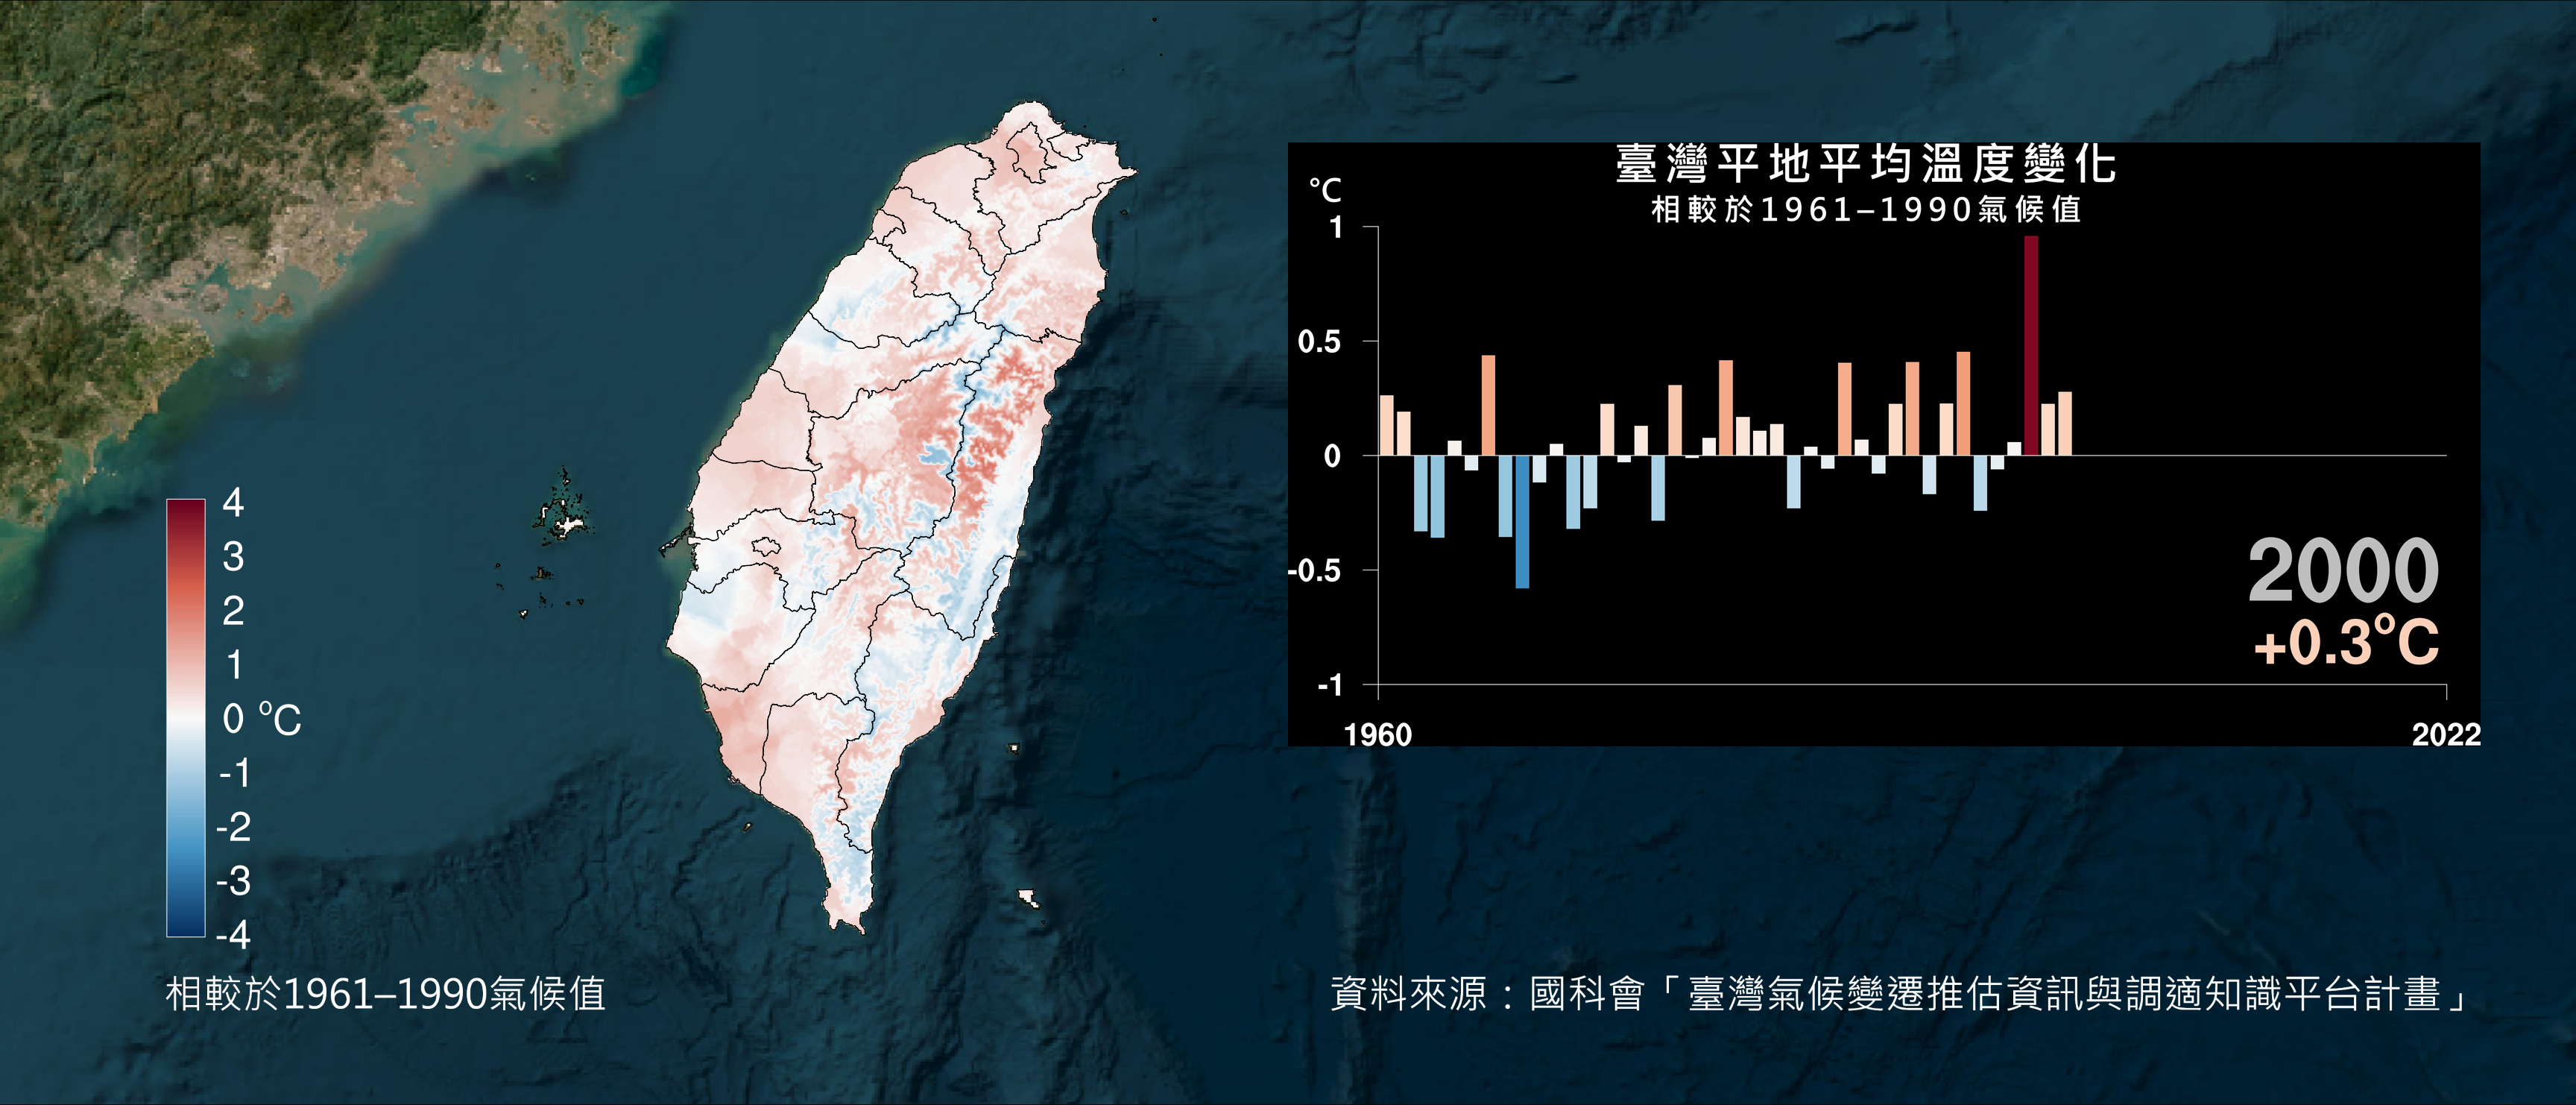 臺灣平地平均溫度變化
相較於1961–1990氣候值
°C
1
0.5
0
-0.5
-1
1960
2022
2000
+0.3°C
4
3
2
1
0 °C
-1
-2
-3
-4
相較於1961–1990氣候值
資料來源：國科會「臺灣氣候變遷推估資訊與調適知識平台計畫」